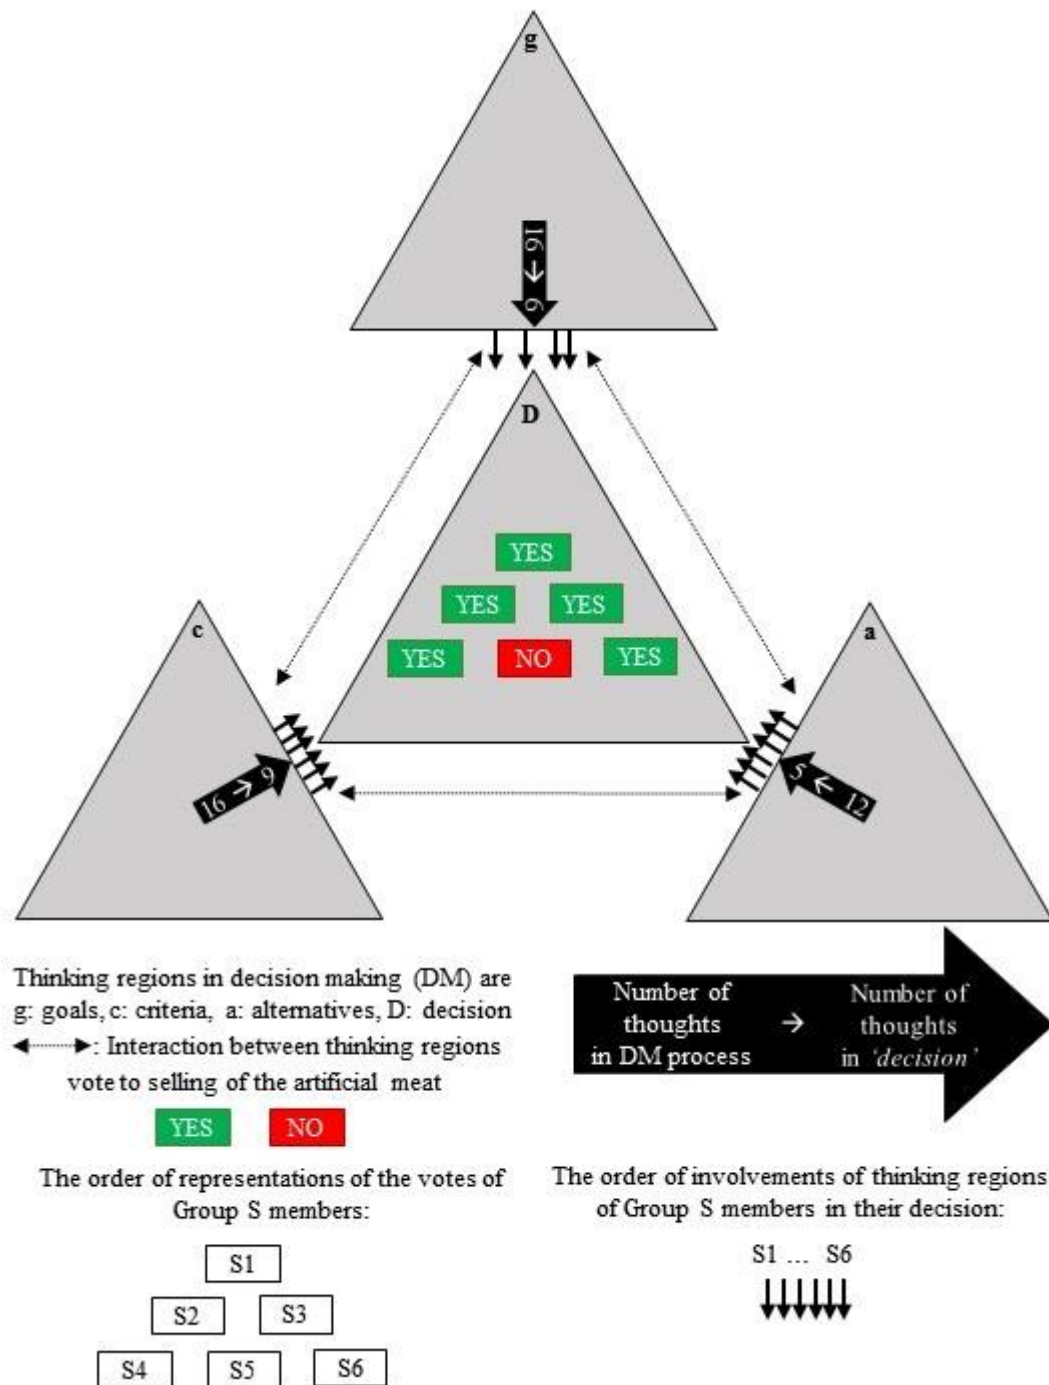 g
16 → 6
D
YES
YES YES
YES NO YES
c
16 → 9
a
5 ← 12
Thinking regions in decision making (DM) are
g: goals, c: criteria, a: alternatives, D: decision
: Interaction between thinking regions
vote to selling of the artificial meat
YES NO
The order of representations of the votes of
Group S members:
S1
S2 S3
S4 S5 S6
Number of
thoughts
in DM process
→
Number of
thoughts
in ‘decision’
The order of involvements of thinking regions
of Group S members in their decision:
S1 ... S6